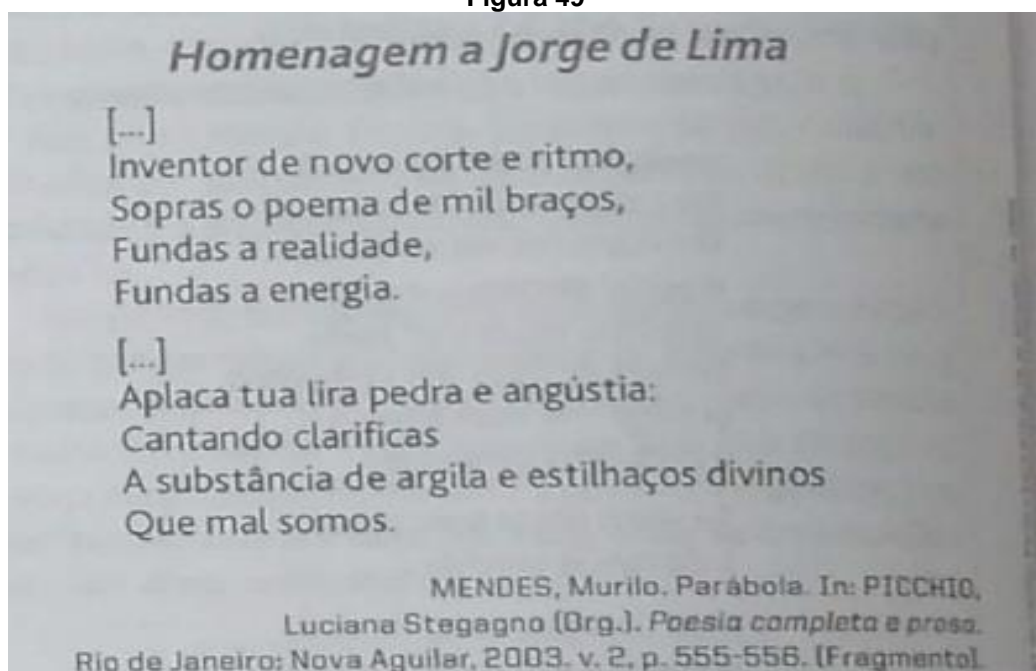 Figura 45
Homenagem a Jorge de Lima
[...]
Inventor de novo corte e ritmo,
Sopras o poema de mil braços,
Fundas a realidade,
Fundas a energia.
[...]
Aplaca tua lira pedra e angústia:
Cantando clarificas
A substância de argila e estilhaços divinos
Que mal somos.
MENDES, Murilo. Parábola. In: PICCHIO,
Luciana Stegagno (Org.). Poesia completa e prosa.
Rio de Janeiro: Nova Aguilar, 2003. v. 2, p. 555-556. (Fragmento)